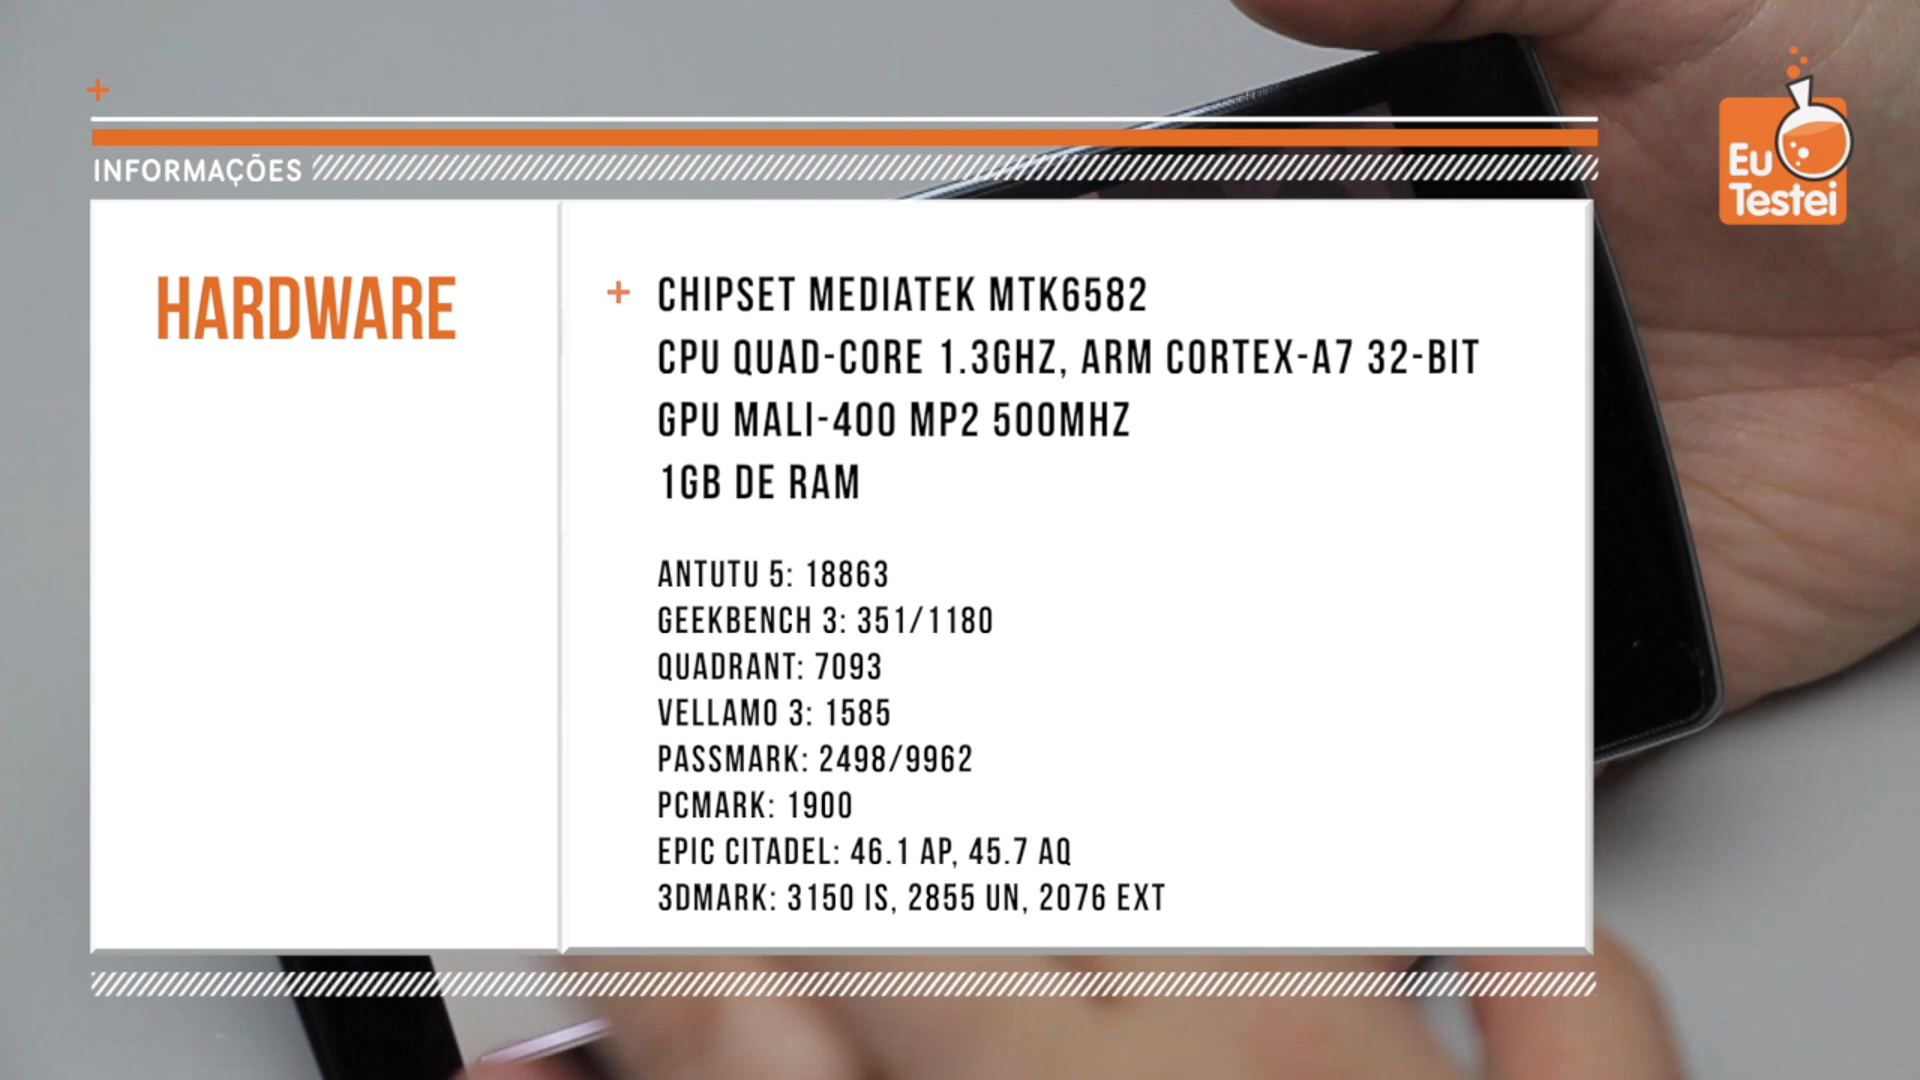 INFORMAÇÕES
Eu
Testei
HARDWARE
+ CHIPSET MEDIATEK MTK6582
CPU QUAD-CORE 1.3GHZ, ARM CORTEX-A7 32-BIT
GPU MALI-400 MP2 500MHZ
1GB DE RAM
ANTUTU 5: 18863
GEEKBENCH 3: 351/1180
QUADRANT: 7093
VELLAMO 3: 1585
PASSMARK: 2498/9962
PCMARK: 1900
EPIC CITADEL: 46.1 AP, 45.7 AQ
3DMARK: 3150 IS, 2855 UN, 2076 EXT